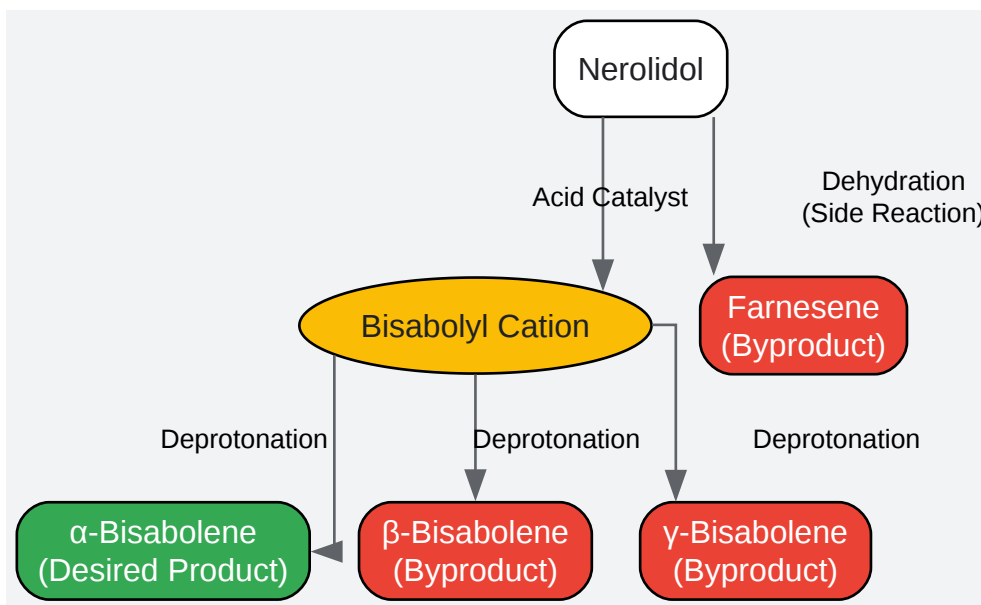 Nerolidol
Acid Catalyst
Dehydration
(Side Reaction)
Bisabolyl Cation
Farnesene
(Byproduct)
Deprotonation
Deprotonation
Deprotonation
α-Bisabolene
(Desired Product)
β-Bisabolene
(Byproduct)
γ-Bisabolene
(Byproduct)